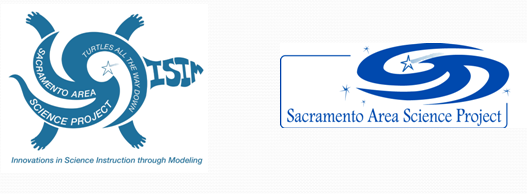 SACRAMENTO AREA
SCIENCE PROJECT
TURTLES ALL THE WAY DOWN
ISIM
Innovations in Science Instruction through Modeling
Sacramento Area Science Project